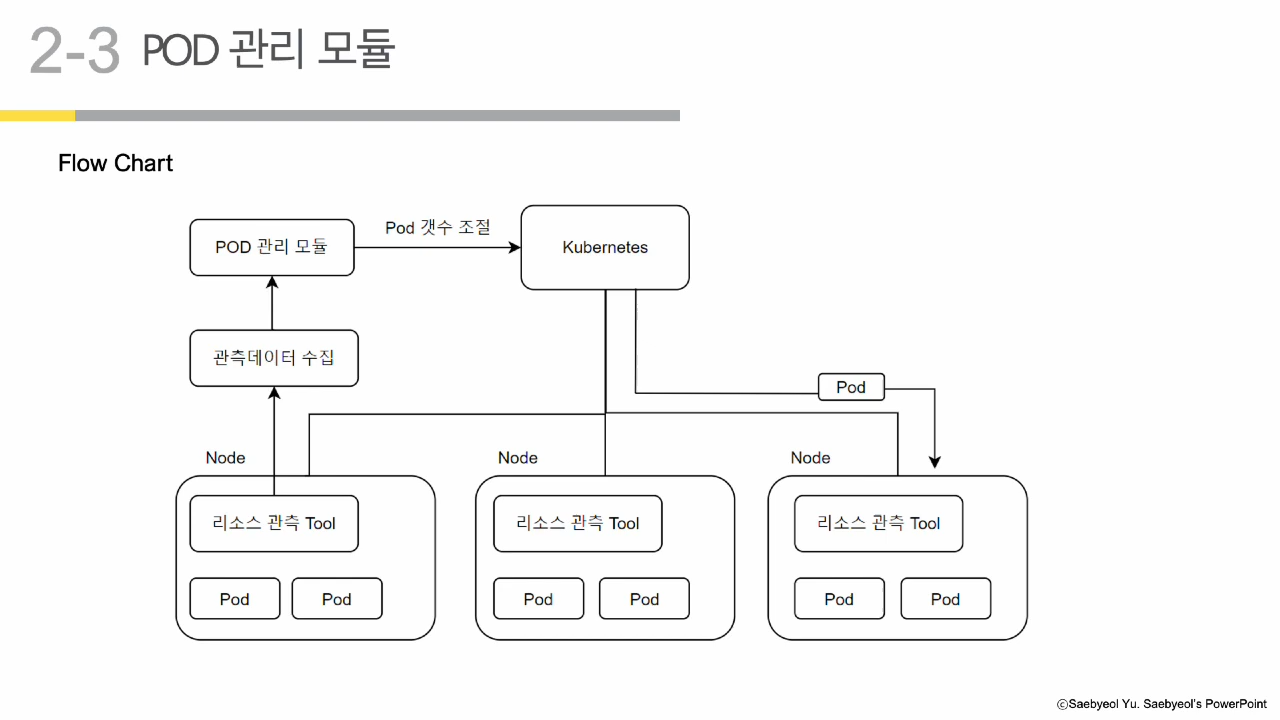 2-3 POD 관리 모듈
Flow Chart
POD 관리 모듈
Pod 갯수 조절
Kubernetes
관측데이터 수집
Pod
Node
Node
Node
리소스 관측 Tool
리소스 관측 Tool
리소스 관측 Tool
Pod
Pod
Pod
Pod
Pod
Pod
ⓒSaebyeol Yu. Saebyeol's PowerPoint